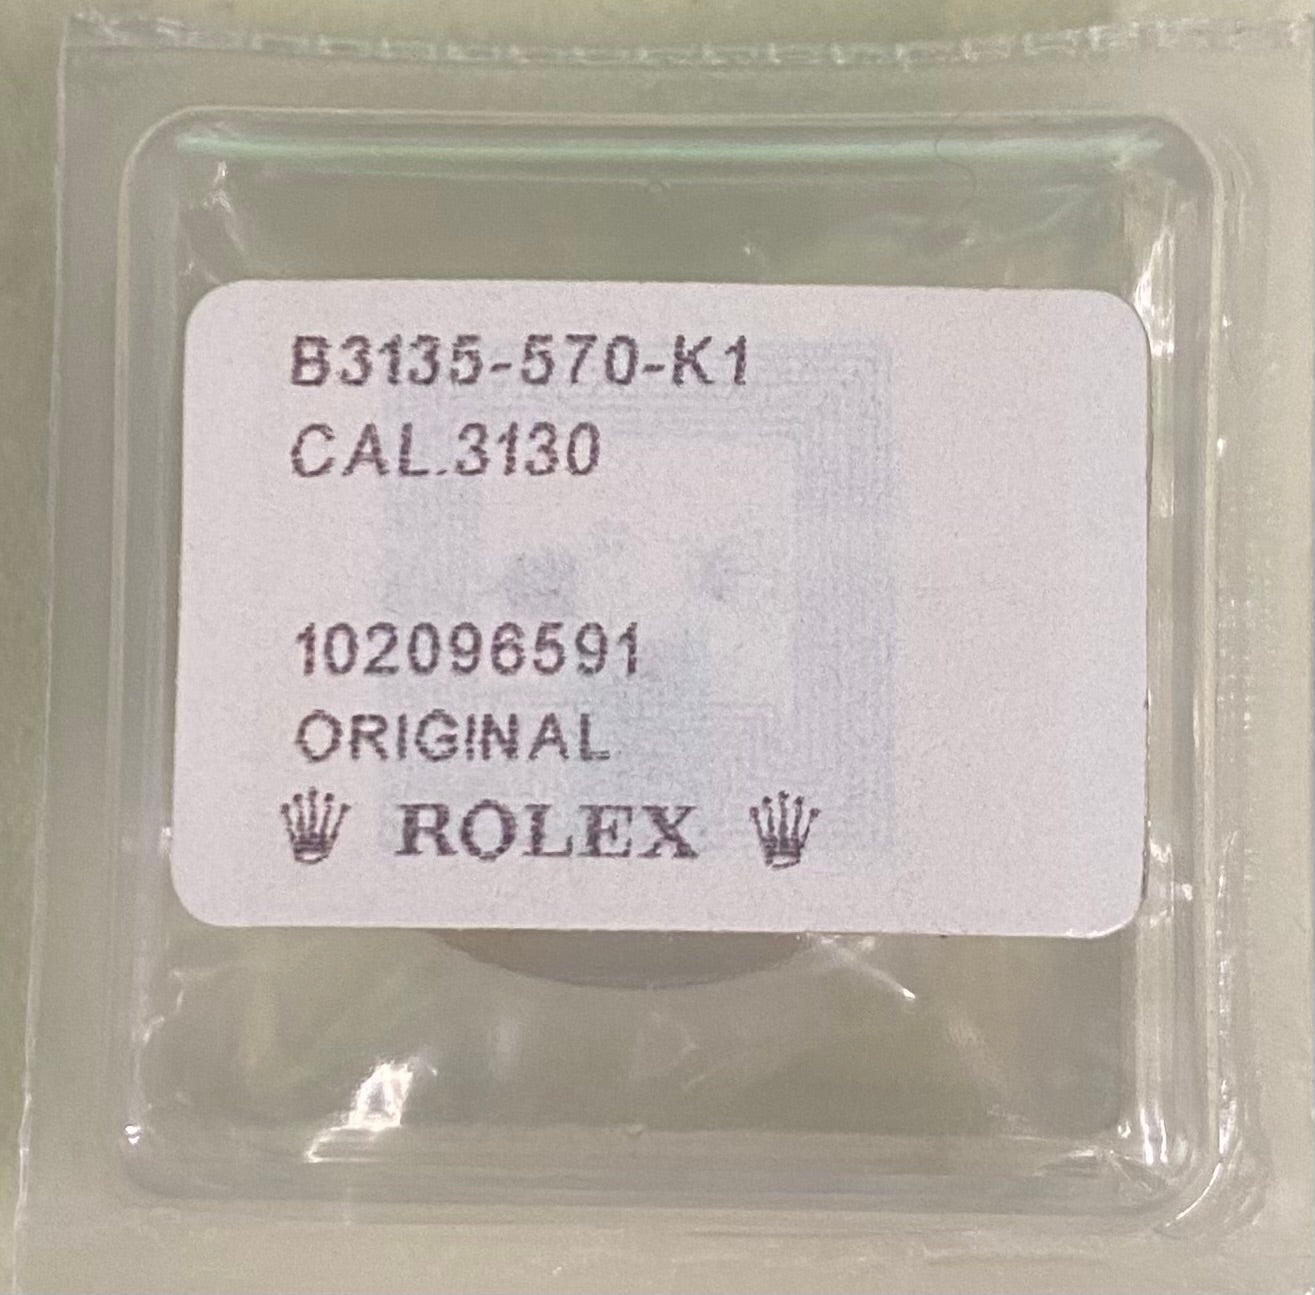 B3135-570-K1
CAL.3130
102096591
ORIGINAL
ROLEX